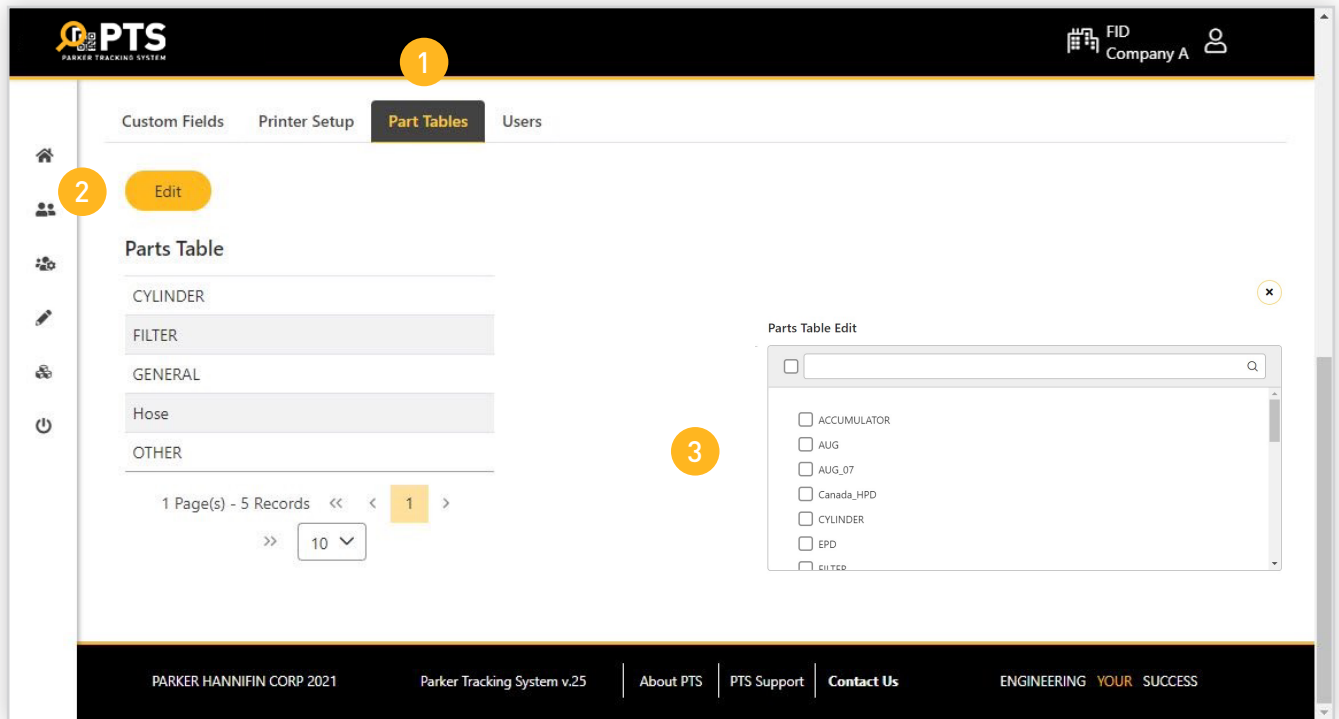 PTS
PARKER TRACKING SYSTEM
FID
Company A
1
Custom Fields Printer Setup Part Tables Users
2
Edit
Parts Table
CYLINDER
FILTER
GENERAL
Hose
OTHER
1 Page(s) - 5 Records << < 1 >
>> 10
Parts Table Edit
3
ACCUMULATOR
AUG
AUG_07
Canada_HPD
CYLINDER
EPD
FILTER
PARKER HANNIFIN CORP 2021 Parker Tracking System v.25 About PTS PTS Support Contact Us ENGINEERING YOUR SUCCESS